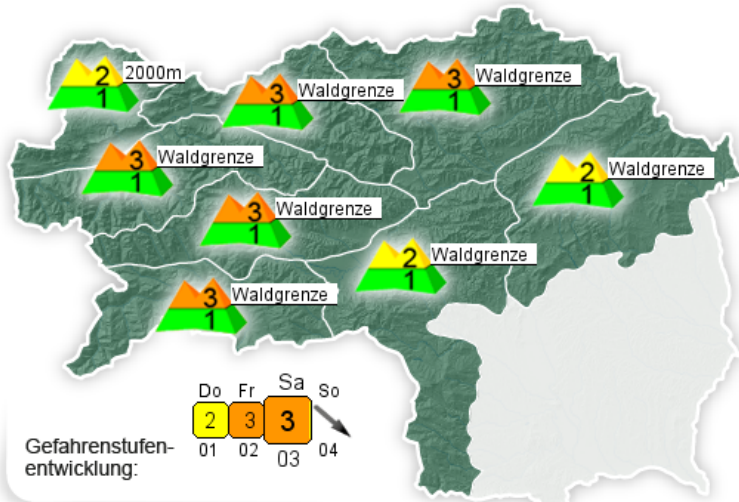 2 2000m
1
3 Waldgrenze
1
3 Waldgrenze
1
3 Waldgrenze
1
2 Waldgrenze
1
3 Waldgrenze
1
2 Waldgrenze
1
3 Waldgrenze
1
Do Fr Sa So
2 3 3
01 02 03 04
Gefahrenstufen-
entwicklung: